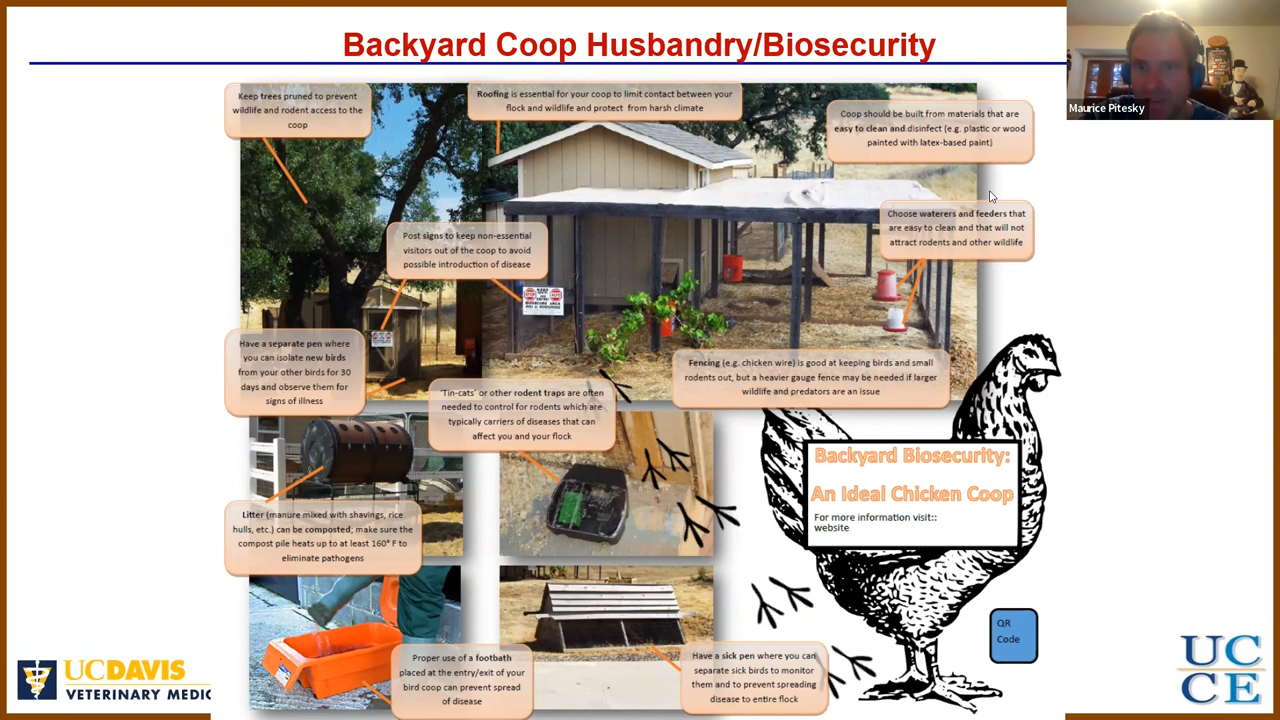 Backyard Coop Husbandry/Biosecurity
Maurice Pitesky
Keep trees pruned to prevent
wildlife and rodent access to the
coop
Roofing is essential for your coop to limit contact between your
flock and wildlife and protect from harsh climate
Coop should be built from materials that are
easy to clean and disinfect (e.g. plastic or wood
painted with latex-based paint)
Choose waterers and feeders that
are easy to clean and that will not
attract rodents and other wildlife
Post signs to keep non-essential
visitors out of the coop to avoid
possible introduction of disease
Have a separate pen where
you can isolate new birds
from your other birds for 30
days and observe them for
signs of illness
Fencing (e.g. chicken wire) is good at keeping birds and small
rodents out, but a heavier gauge fence may be needed if larger
wildlife and predators are an issue
'Tin-cats' or other rodent traps are often
needed to control for rodents which are
typically carriers of diseases that can
affect you and your flock
Backyard Biosecurity:
An Ideal Chicken Coop
For more information visit::
website
Litter (manure mixed with shavings, rice
hulls, etc.) can be composted; make sure the
compost pile heats up to at least 160° F to
eliminate pathogens
QR
Code
Proper use of a footbath
placed at the entry/exit of your
bird coop can prevent spread
of disease
Have a sick pen where you can
separate sick birds to monitor
them and to prevent spreading
disease to entire flock
UCDAVIS
VETERINARY MEDIC
UC
CE